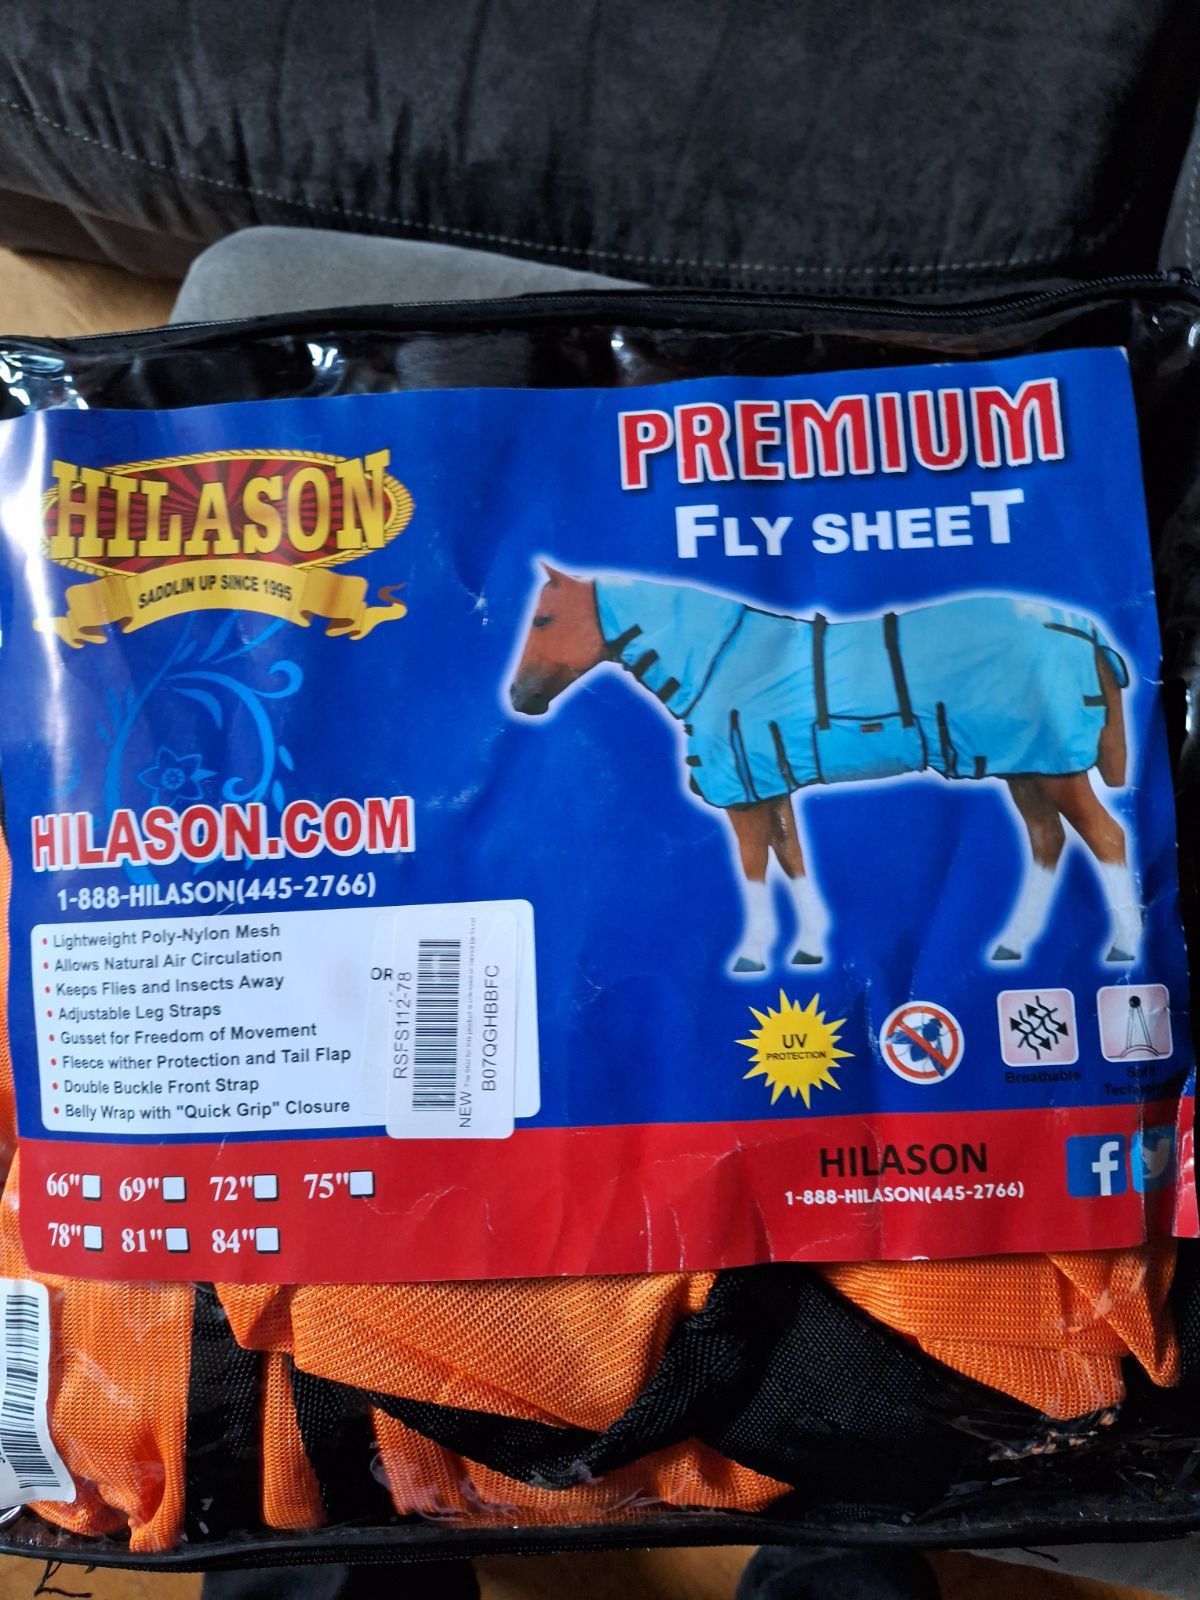 PREMIUM
FLY SHEET
HILASON
SADDLIN UP SINCE 1995
HILASON.COM
1-888-HILASON(445-2766)
• Lightweight Poly-Nylon Mesh
• Allows Natural Air Circulation
• Keeps Flies and Insects Away
• Adjustable Leg Straps
• Gusset for Freedom of Movement
• Fleece wither Protection and Tail Flap
• Double Buckle Front Strap
• Belly Wrap with "Quick Grip" Closure
OR
RSFS112-78
NEW
B07QGHBBFC
UV
PROTECTION
Breathable
66" 69" 72" 75"
78" 81" 84"
HILASON
1-888-HILASON(445-2766)
f